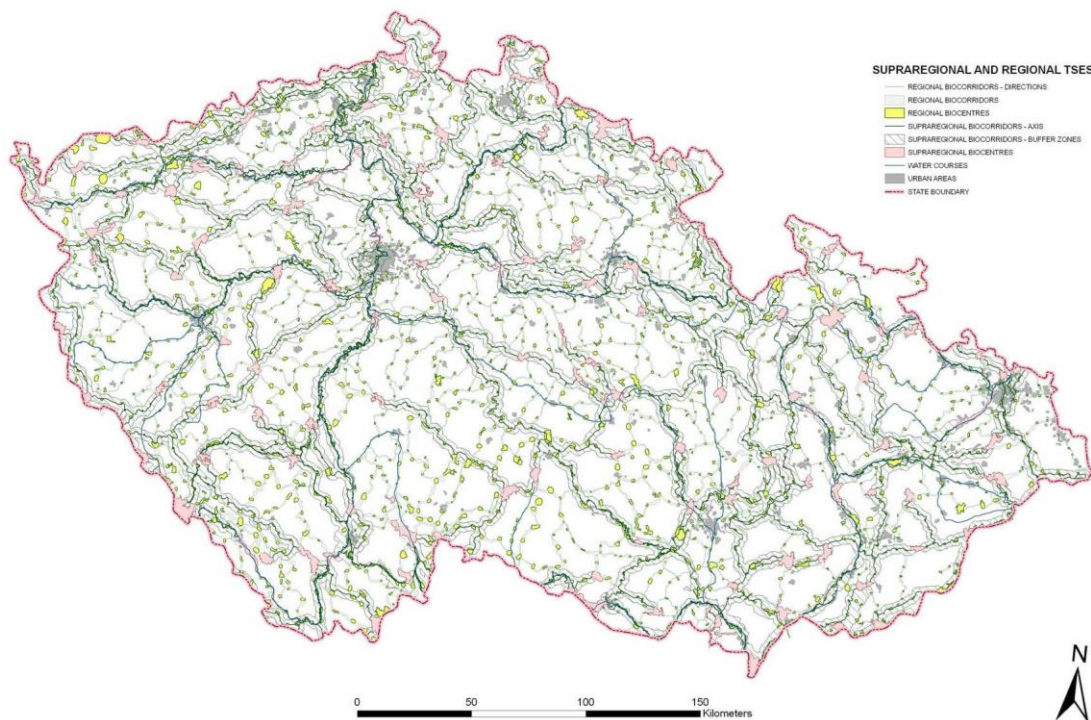 SUPRAREGIONAL AND REGIONAL TSES
REGIONAL BIOCORRIDORS - DIRECTIONS
REGIONAL BIOCORRIDORS
REGIONAL BIOCENTRES
SUPRAREGIONAL BIOCORRIDORS - AXIS
SUPRAREGIONAL BIOCORRIDORS - BUFFER ZONES
SUPRAREGIONAL BIOCENTRES
WATER COURSES
URBAN AREAS
STATE BOUNDARY
N
0 50 100 150
Kilometers